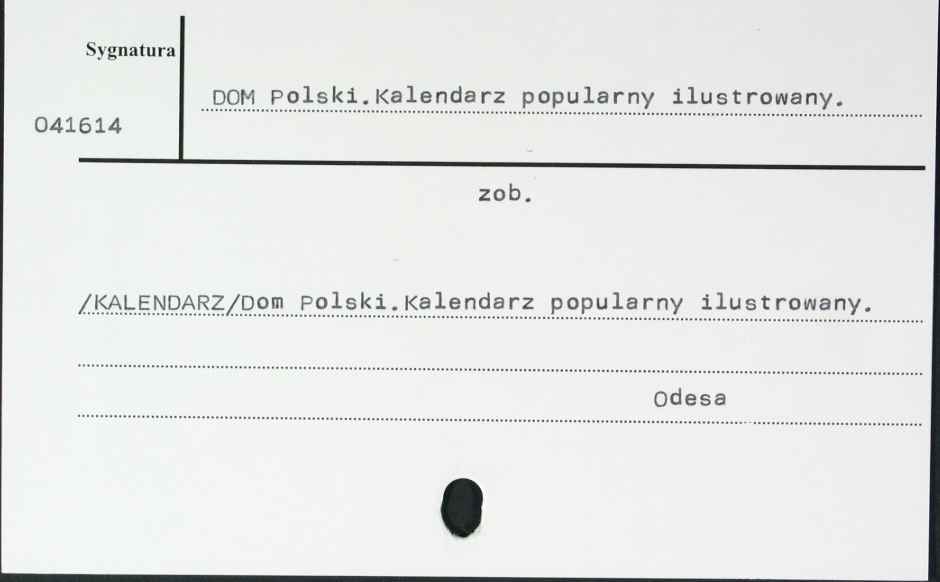 Sygnatura
DOM Polski.Kalendarz popularny ilustrowany.
041614
zob.
/KALENDARZ/Dom Polski.Kalendarz popularny ilustrowany.
Odesa